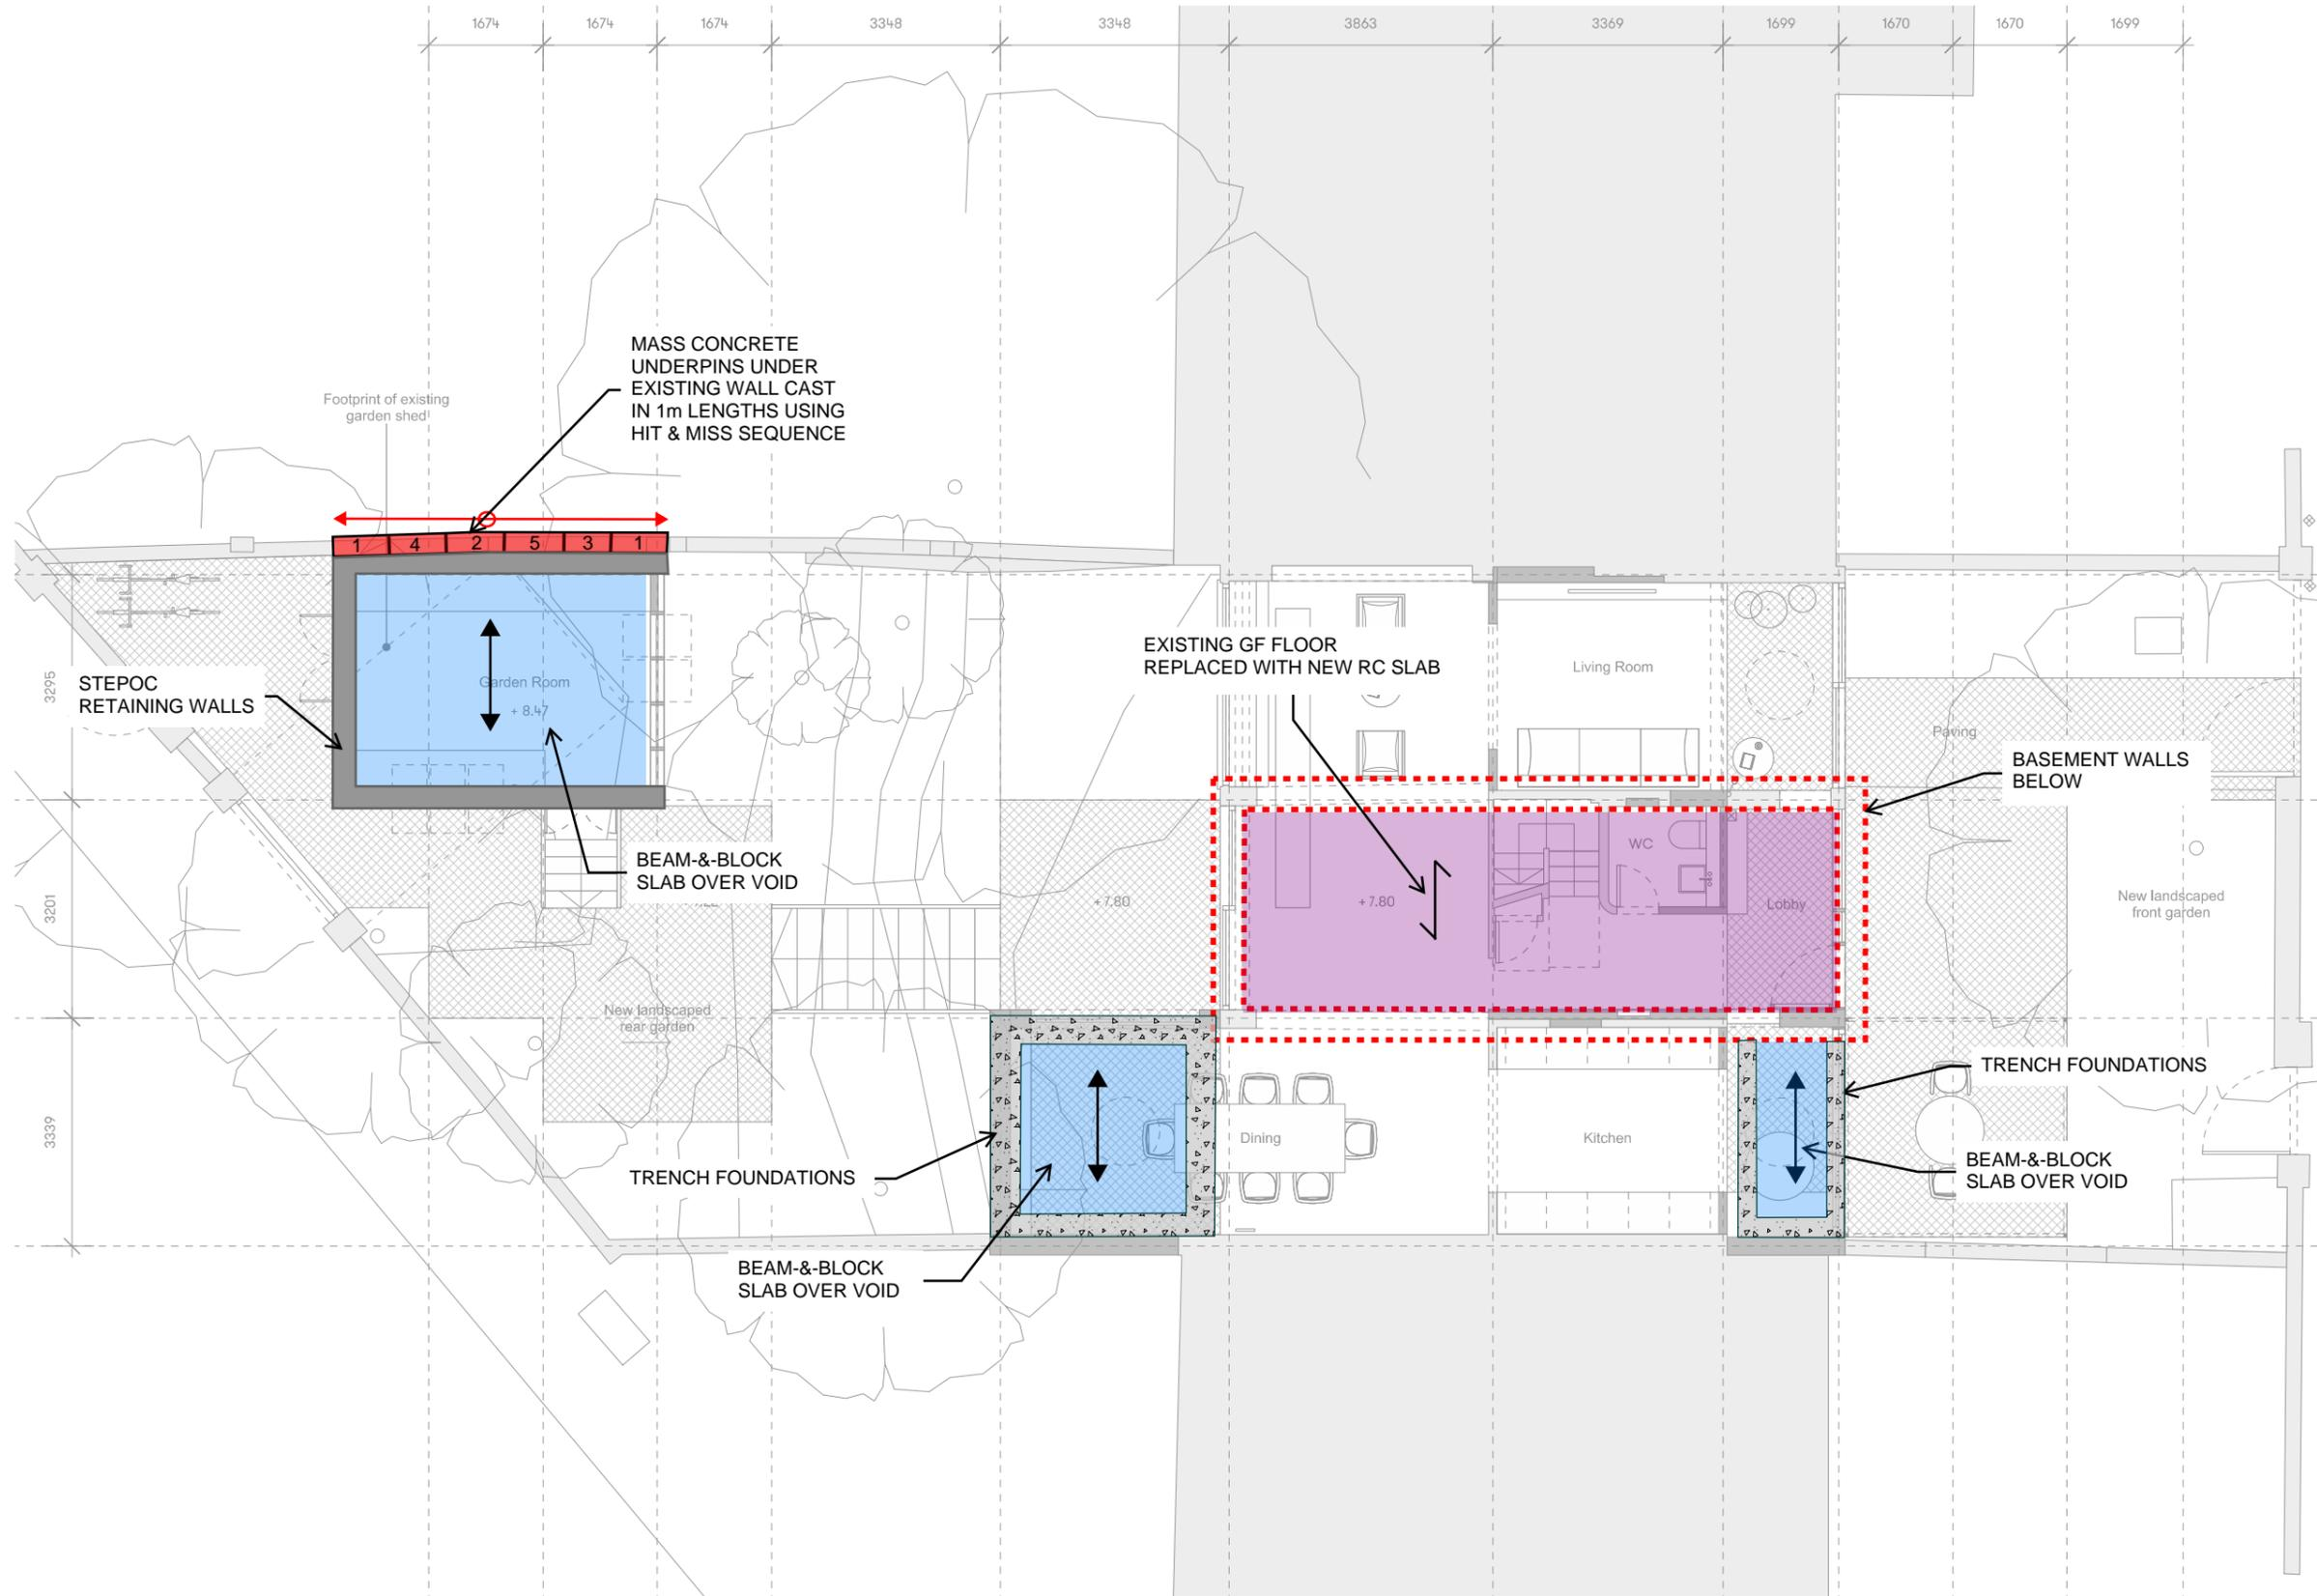 1674
1674
1674
3348
3348
3863
3369
1699
1670
1670
1699
MASS CONCRETE
UNDERPINS UNDER
EXISTING WALL CAST
IN 1m LENGTHS USING
HIT & MISS SEQUENCE
Footprint of existing
garden shed
1
4
2
5
3
1
EXISTING GF FLOOR
REPLACED WITH NEW RC SLAB
Living Room
3295
STEPOC
RETAINING WALLS
Garden Room
+ 8.47
Paving
BASEMENT WALLS
BELOW
BEAM-&-BLOCK
SLAB OVER VOID
WC
3201
+7.80
+7.80
Lobby
New landscaped
front garden
New landscaped
rear garden
TRENCH FOUNDATIONS
3339
Dining
Kitchen
TRENCH FOUNDATIONS
BEAM-&-BLOCK
SLAB OVER VOID
BEAM-&-BLOCK
SLAB OVER VOID